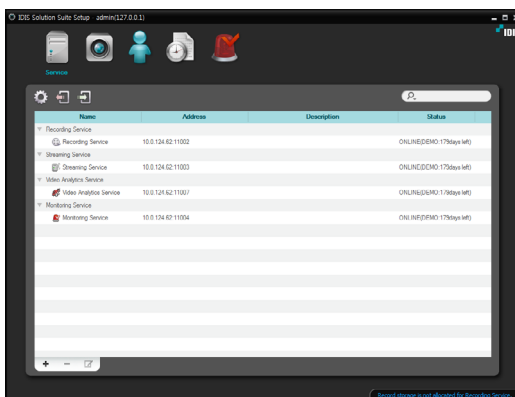 IDIS Solution Suite Setup - admin(127.0.0.1)
IDI
Service
Name Address Description Status
Recording Service
Recording Service 10.0.124.62:11002 ONLINE(DEMO:179days left)
Streaming Service
Streaming Service 10.0.124.62:11003 ONLINE(DEMO:179days left)
Video Analytics Service
Video Analytics Service 10.0.124.62:11007 ONLINE(DEMO:179days left)
Monitoring Service
Monitoring Service 10.0.124.62:11004 ONLINE(DEMO:179days left)
Record storage is not allocated for Recording Service.